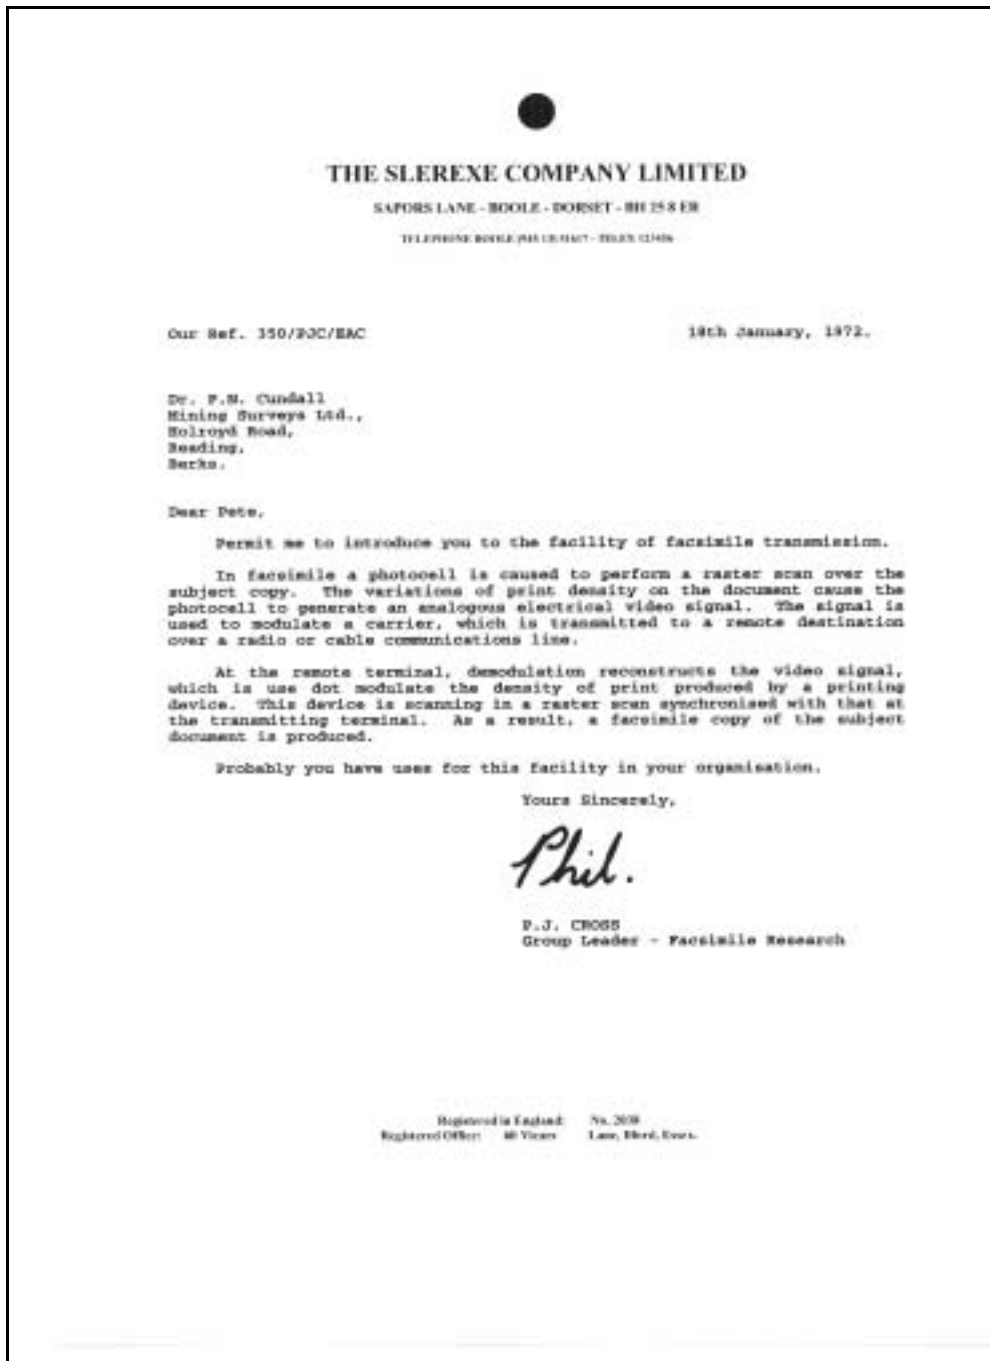 THE SLEREXE COMPANY LIMITED
SAPORS LANE - BOOLE - DORSET - BH 25 8 ER
TELEPHONE BOOLE
Our Ref. 350/PJC/EAC
18th January, 1972.
Dr. P.N. Cundall
Mining Surveys Ltd.,
Holroyd Road,
Reading,
Berks.
Dear Pete,
Permit me to introduce you to the facility of facsimile transmission.
In facsimile a photocell is caused to perform a raster scan over the
subject copy. The variations of print density on the document cause the
photocell to generate an analogous electrical video signal. The signal is
used to modulate a carrier, which is transmitted to a remote destination
over a radio or cable communications line.
At the remote terminal, demodulation reconstructs the video signal,
which is use dot modulate the density of print produced by a printing
device. This device is scanning in a raster scan synchronised with that at
the transmitting terminal. As a result, a facsimile copy of the subject
document is produced.
Probably you have uses for this facility in your organisation.
Yours Sincerely,
Phil.
P.J. CROSS
Group Leader - Facsimile Research
Registered in England: No. 2038
Registered Office: 60 Vicars Lane, Ilford, Essex.